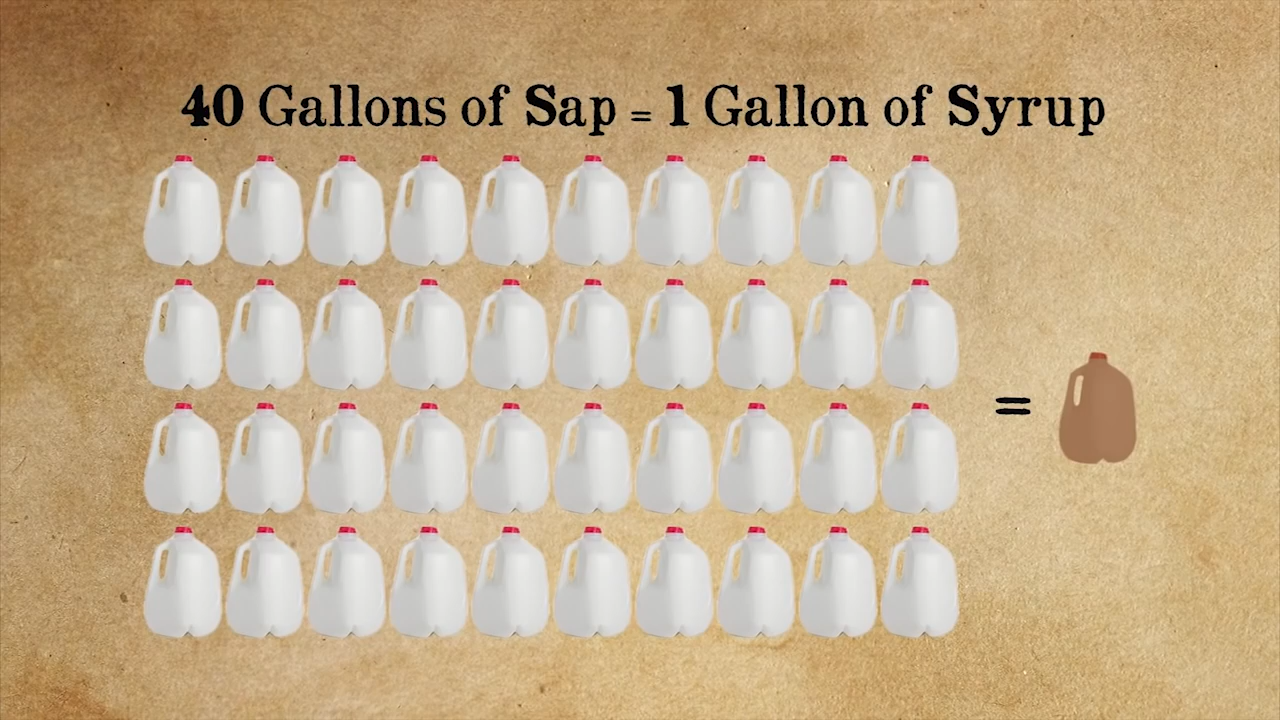 40 Gallons of Sap = 1 Gallon of Syrup
=